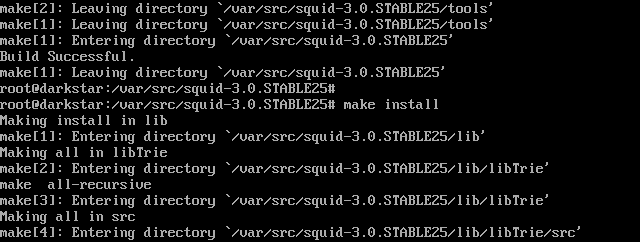 make[2]: Leaving directory `/var/src/squid-3.0.STABLE25/tools'
make[1]: Leaving directory `/var/src/squid-3.0.STABLE25/tools'
make[1]: Entering directory `/var/src/squid-3.0.STABLE25'
Build Successful.
make[1]: Leaving directory `/var/src/squid-3.0.STABLE25'
root@darkstar:/var/src/squid-3.0.STABLE25#
root@darkstar:/var/src/squid-3.0.STABLE25# make install
Making install in lib
make[1]: Entering directory `/var/src/squid-3.0.STABLE25/lib'
Making all in libTrie
make[2]: Entering directory `/var/src/squid-3.0.STABLE25/lib/libTrie'
make  all-recursive
make[3]: Entering directory `/var/src/squid-3.0.STABLE25/lib/libTrie'
Making all in src
make[4]: Entering directory `/var/src/squid-3.0.STABLE25/lib/libTrie/src'